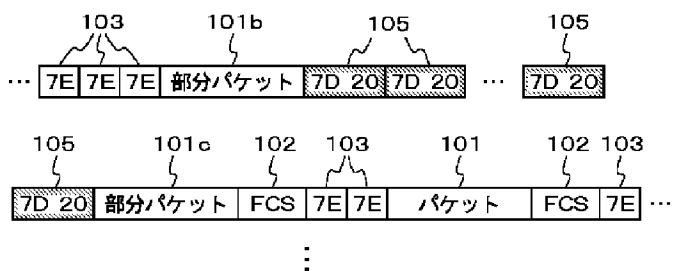 103 101b 105 105
… 7E 7E 7E 部分パケット 7D 20 7D 20 … 7D 20
105 101c 102 103 101 102 103
7D 20 部分パケット FCS 7E 7E パケット FCS 7E …